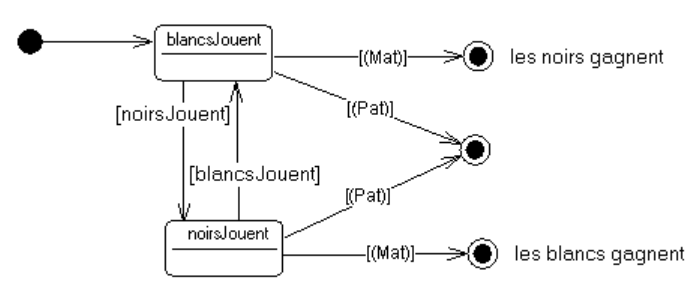 blancsJouent
[(Mat)]
les noirs gagnent
[(Pat)]
[noirsJouent]
[blancsJouent]
[(Pat)]
noirsJouent
[(Mat)]
les blancs gagnent